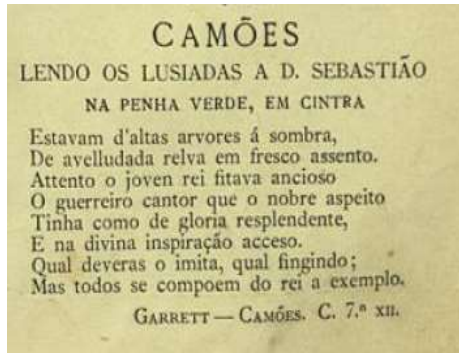 CAMÕES
LENDO OS LUSIADAS A D. SEBASTIÃO
NA PENHA VERDE, EM CINTRA
Estavam d'altas arvores á sombra,
De avelludada relva em fresco assento.
Attento o joven rei fitava ancioso
O guerreiro cantor que o nobre aspeito
Tinha como de gloria resplendente,
E na divina inspiração acceso.
Qual deveras o imita, qual fingindo;
Mas todos se compoem do rei a exemplo.
GARRETT — CAMÕES. C. 7.º XII.